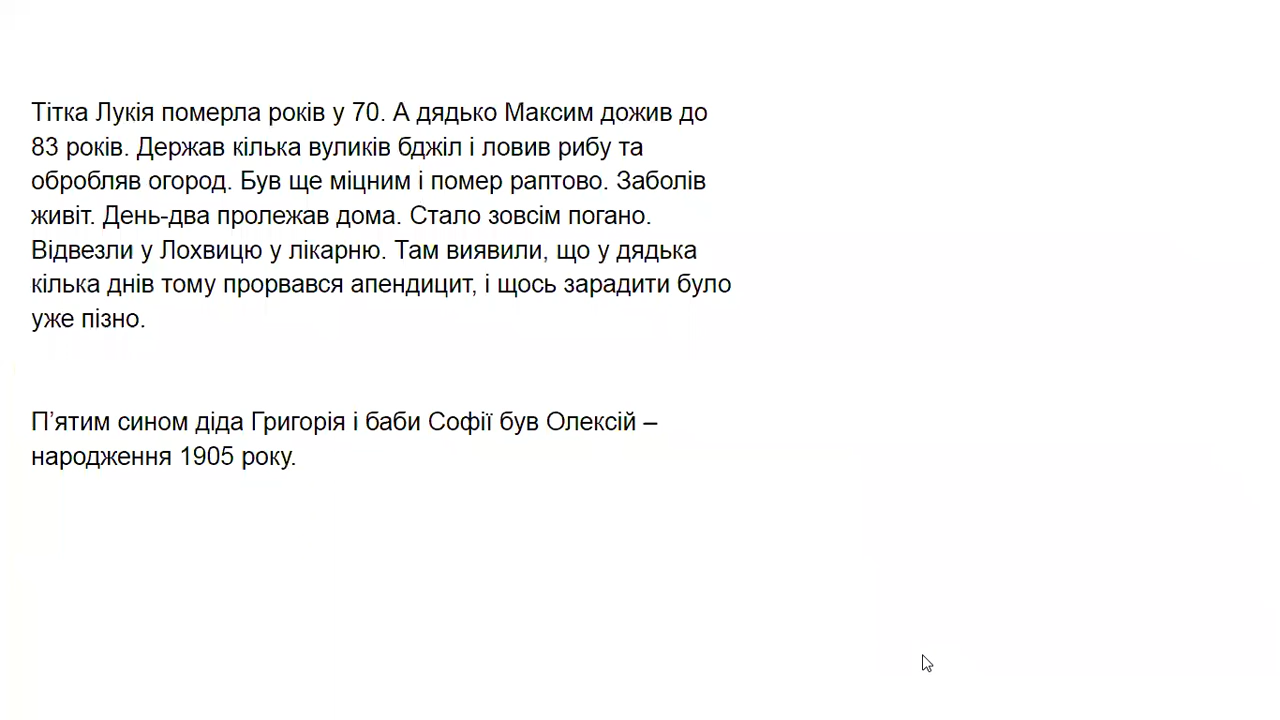 Тітка Лукія померла років у 70. А дядько Максим дожив до
83 років. Держав кілька вуликів бджіл і ловив рибу та
обробляв огород. Був ще міцним і помер раптово. Заболів
живіт. День-два пролежав дома. Стало зовсім погано.
Відвезли у Лохвицю у лікарню. Там виявили, що у дядька
кілька днів тому прорвався апендицит, і щось зарадити було
уже пізно.
П’ятим сином діда Григорія і баби Софії був Олексій –
народження 1905 року.